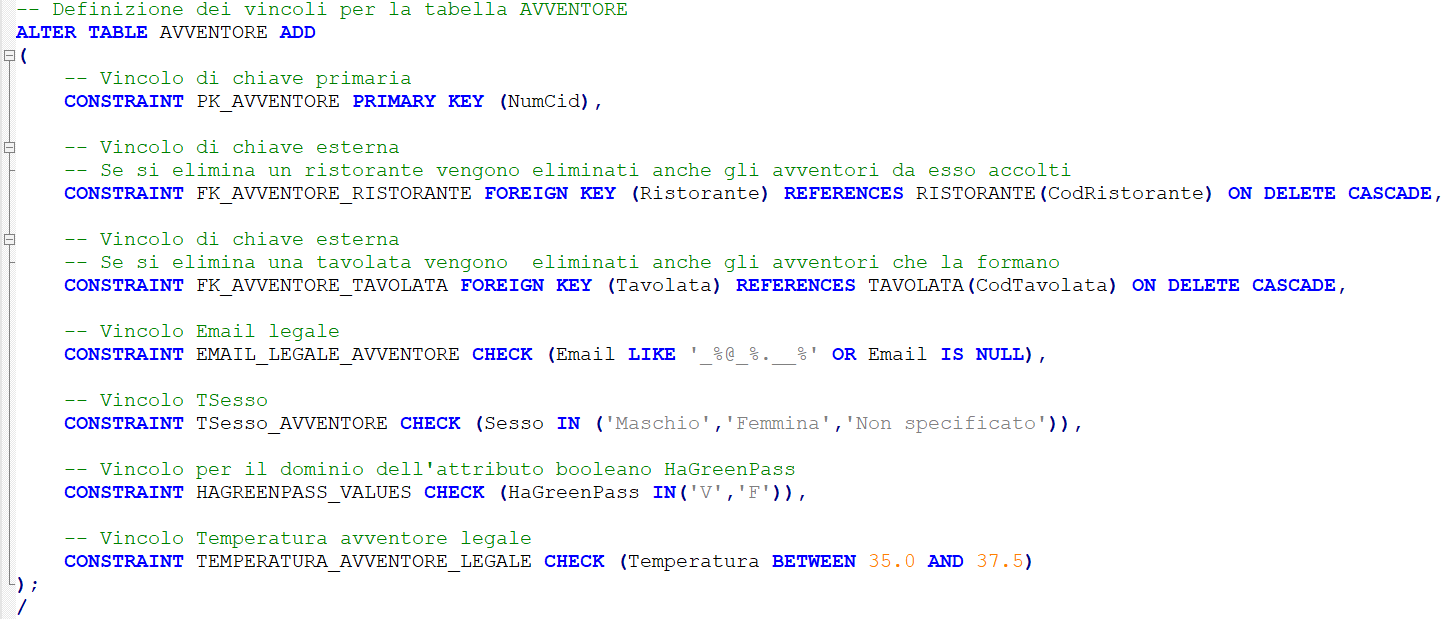 -- Definizione dei vincoli per la tabella AVVENTORE
ALTER TABLE AVVENTORE ADD
(
-- Vincolo di chiave primaria
CONSTRAINT PK_AVVENTORE PRIMARY KEY (NumCid),
-- Vincolo di chiave esterna
-- Se si elimina un ristorante vengono eliminati anche gli avventori da esso accolti
CONSTRAINT FK_AVVENTORE_RISTORANTE FOREIGN KEY (Ristorante) REFERENCES RISTORANTE(CodRistorante) ON DELETE CASCADE,
-- Vincolo di chiave esterna
-- Se si elimina una tavolata vengono  eliminati anche gli avventori che la formano
CONSTRAINT FK_AVVENTORE_TAVOLATA FOREIGN KEY (Tavolata) REFERENCES TAVOLATA(CodTavolata) ON DELETE CASCADE,
-- Vincolo Email legale
CONSTRAINT EMAIL_LEGALE_AVVENTORE CHECK (Email LIKE '_%@_%.__%' OR Email IS NULL),
-- Vincolo TSesso
CONSTRAINT TSesso_AVVENTORE CHECK (Sesso IN ('Maschio','Femmina','Non specificato')),
-- Vincolo per il dominio dell'attributo booleano HaGreenPass
CONSTRAINT HAGREENPASS_VALUES CHECK (HaGreenPass IN('V','F')),
-- Vincolo Temperatura avventore legale
CONSTRAINT TEMPERATURA_AVVENTORE_LEGALE CHECK (Temperatura BETWEEN 35.0 AND 37.5)
);
/